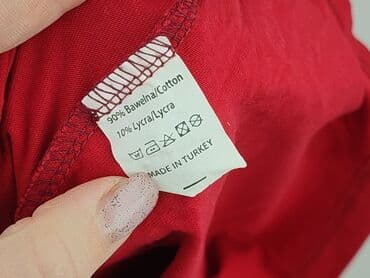 90% Bawełna/Cotton
10% Lycra/Lycra
MADE IN TURKEY